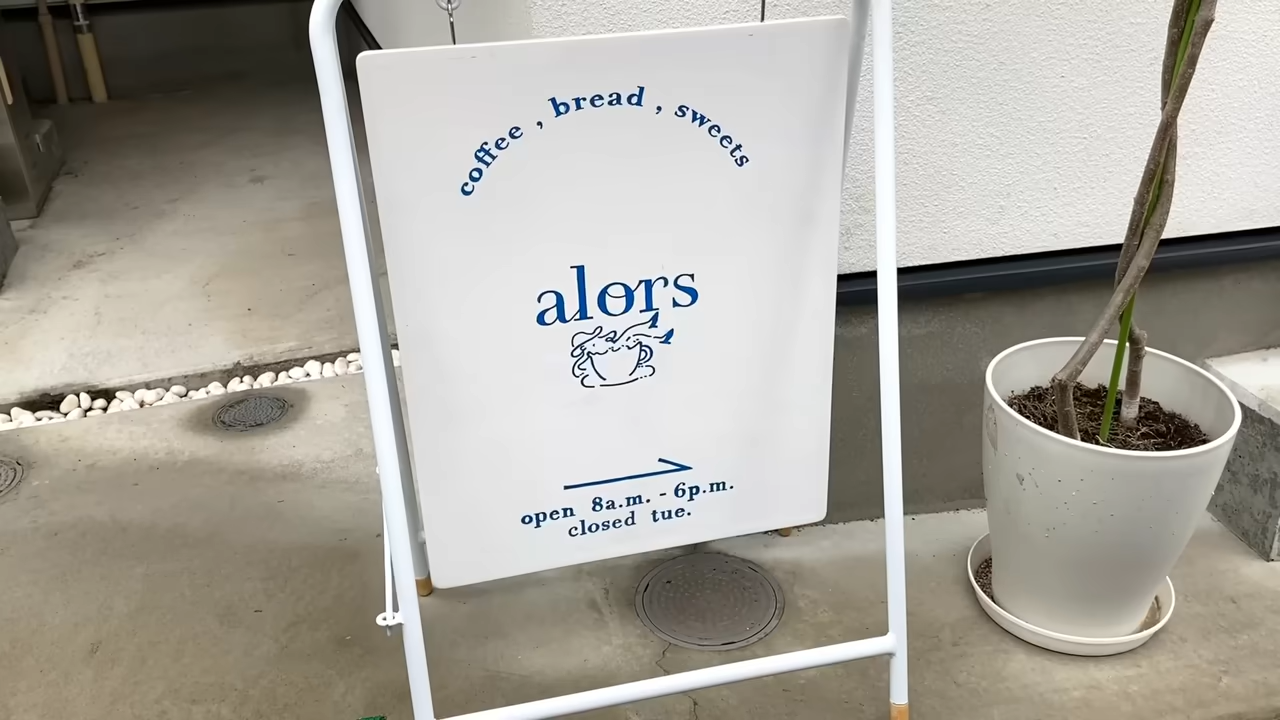 coffee , bread , sweets
alors
open 8a.m. - 6p.m.
closed tue.